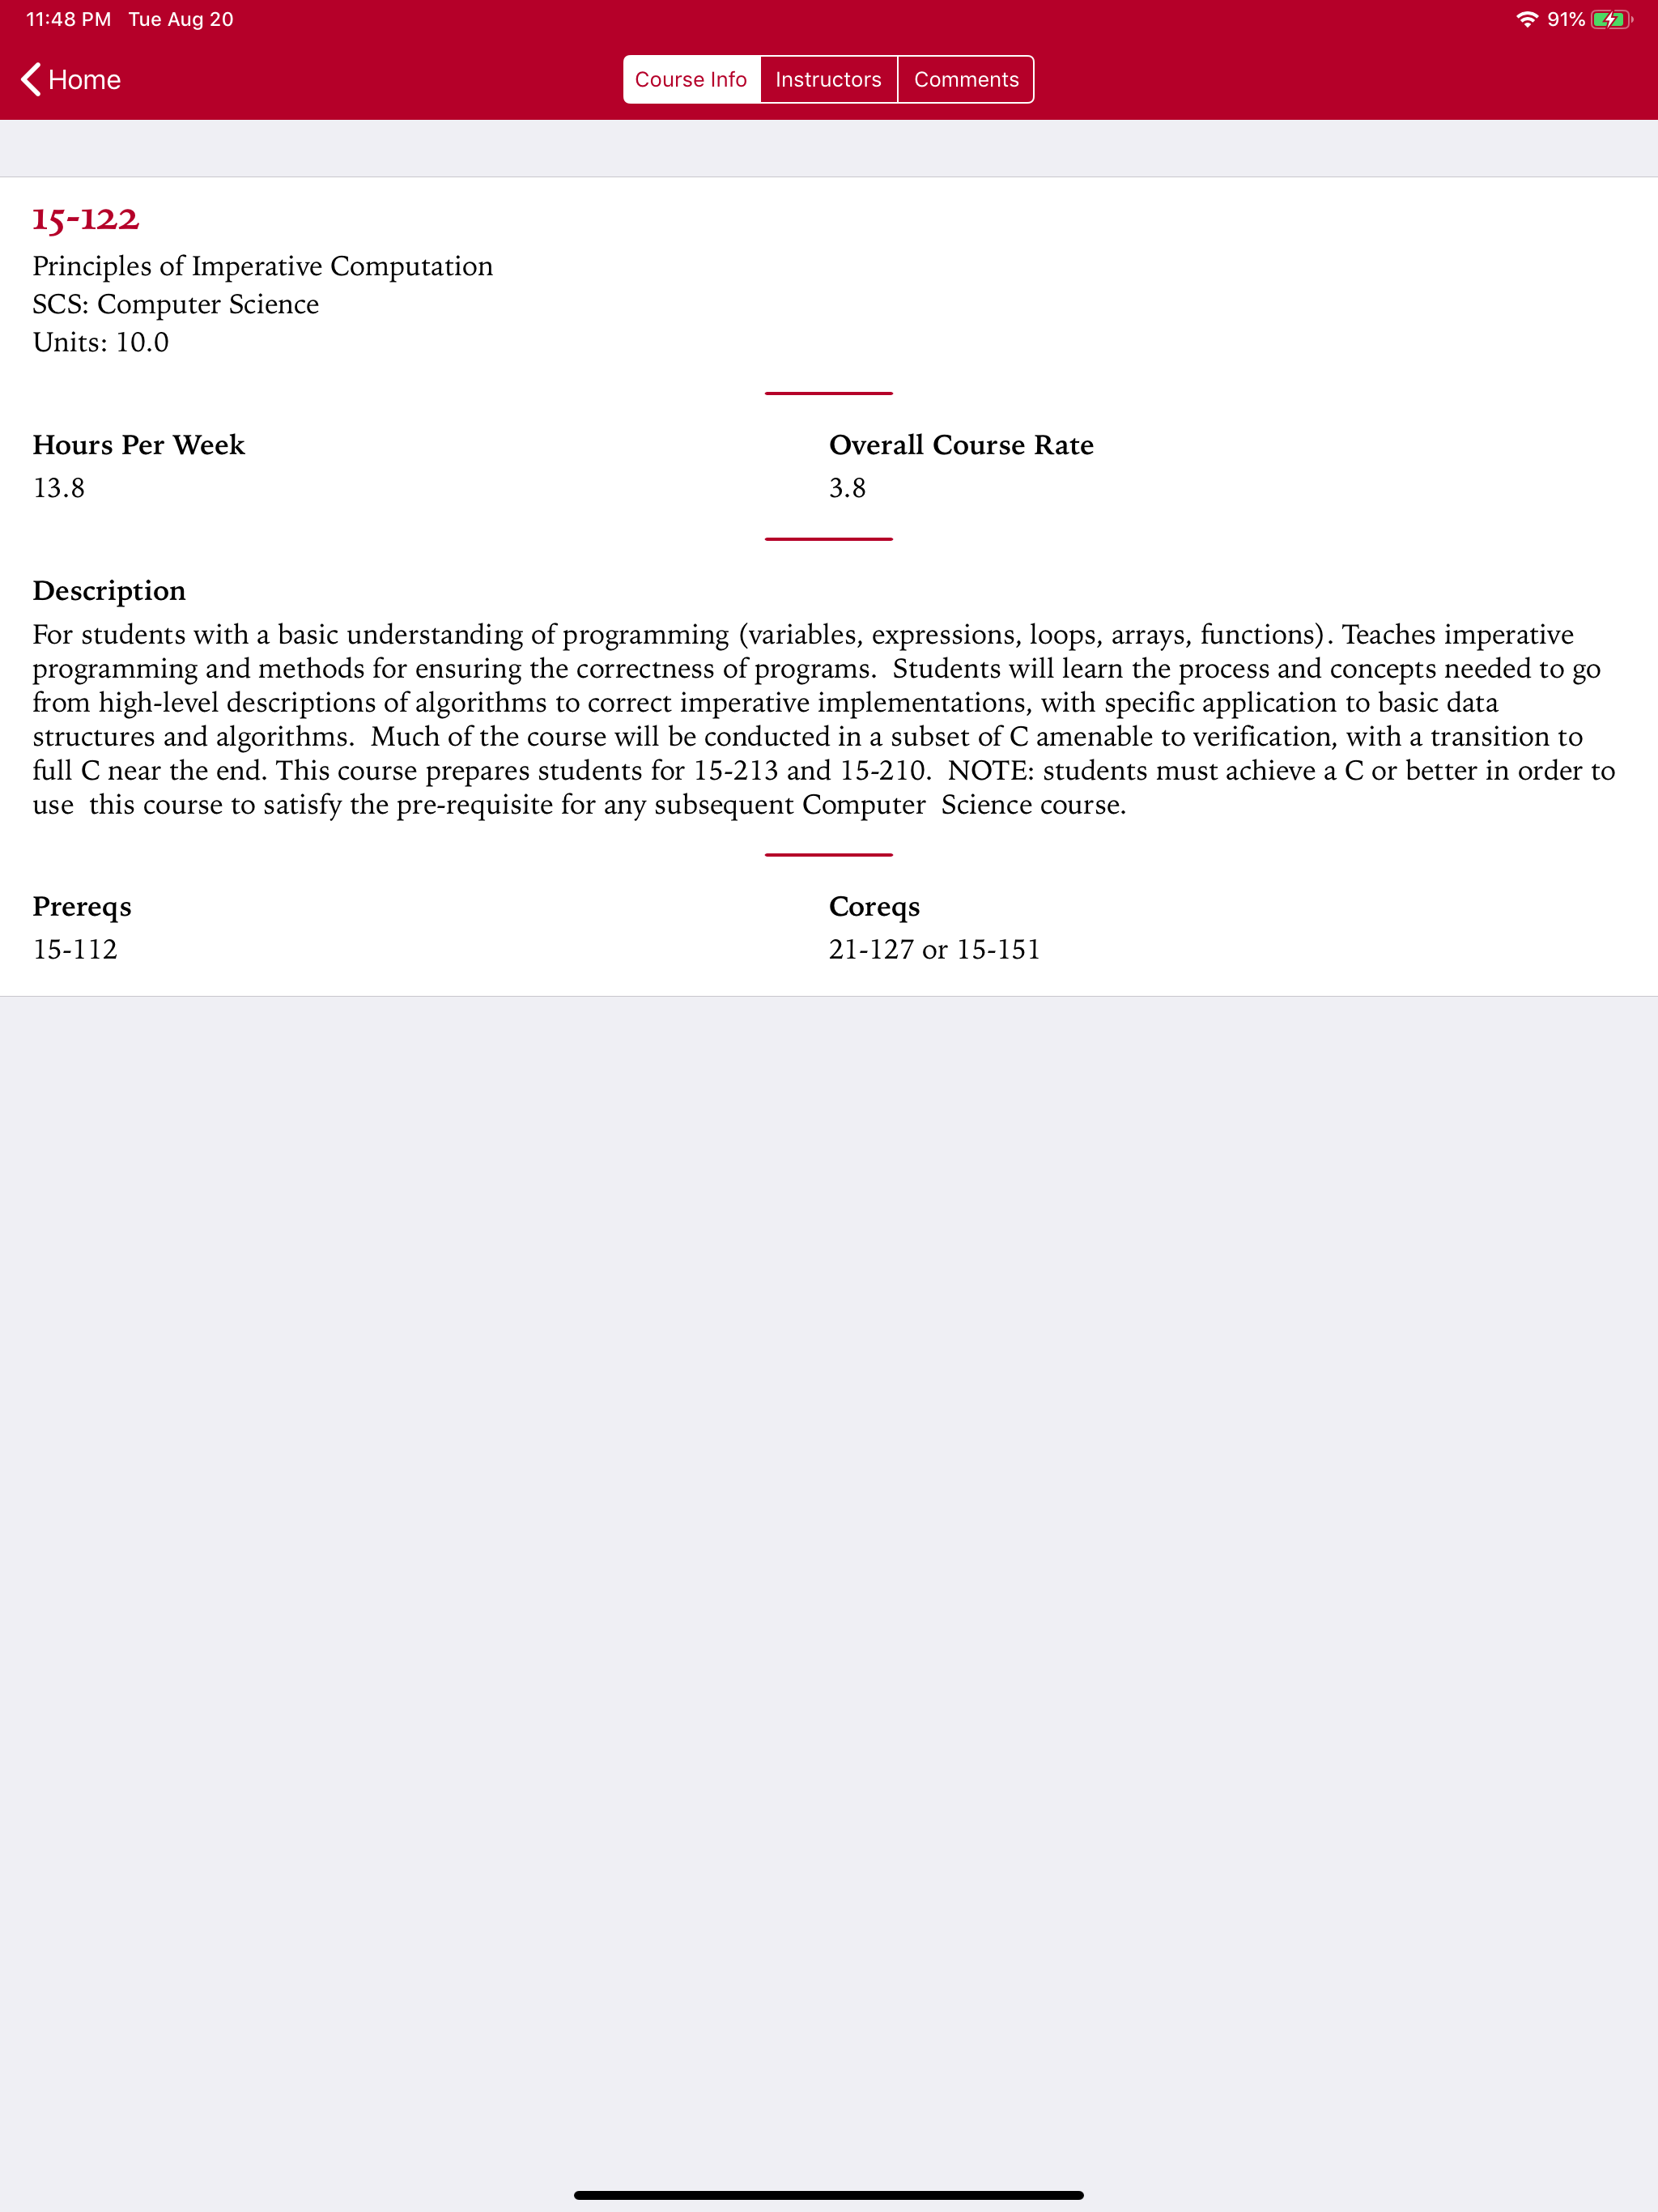 11:48 PM Tue Aug 20 91%
Home
Course Info Instructors Comments
15-122
Principles of Imperative Computation
SCS: Computer Science
Units: 10.0
Hours Per Week Overall Course Rate
13.8 3.8
Description
For students with a basic understanding of programming (variables, expressions, loops, arrays, functions). Teaches imperative
programming and methods for ensuring the correctness of programs.  Students will learn the process and concepts needed to go
from high-level descriptions of algorithms to correct imperative implementations, with specific application to basic data
structures and algorithms.  Much of the course will be conducted in a subset of C amenable to verification, with a transition to
full C near the end. This course prepares students for 15-213 and 15-210.  NOTE: students must achieve a C or better in order to
use  this course to satisfy the pre-requisite for any subsequent Computer  Science course.
Prereqs Coreqs
15-112 21-127 or 15-151